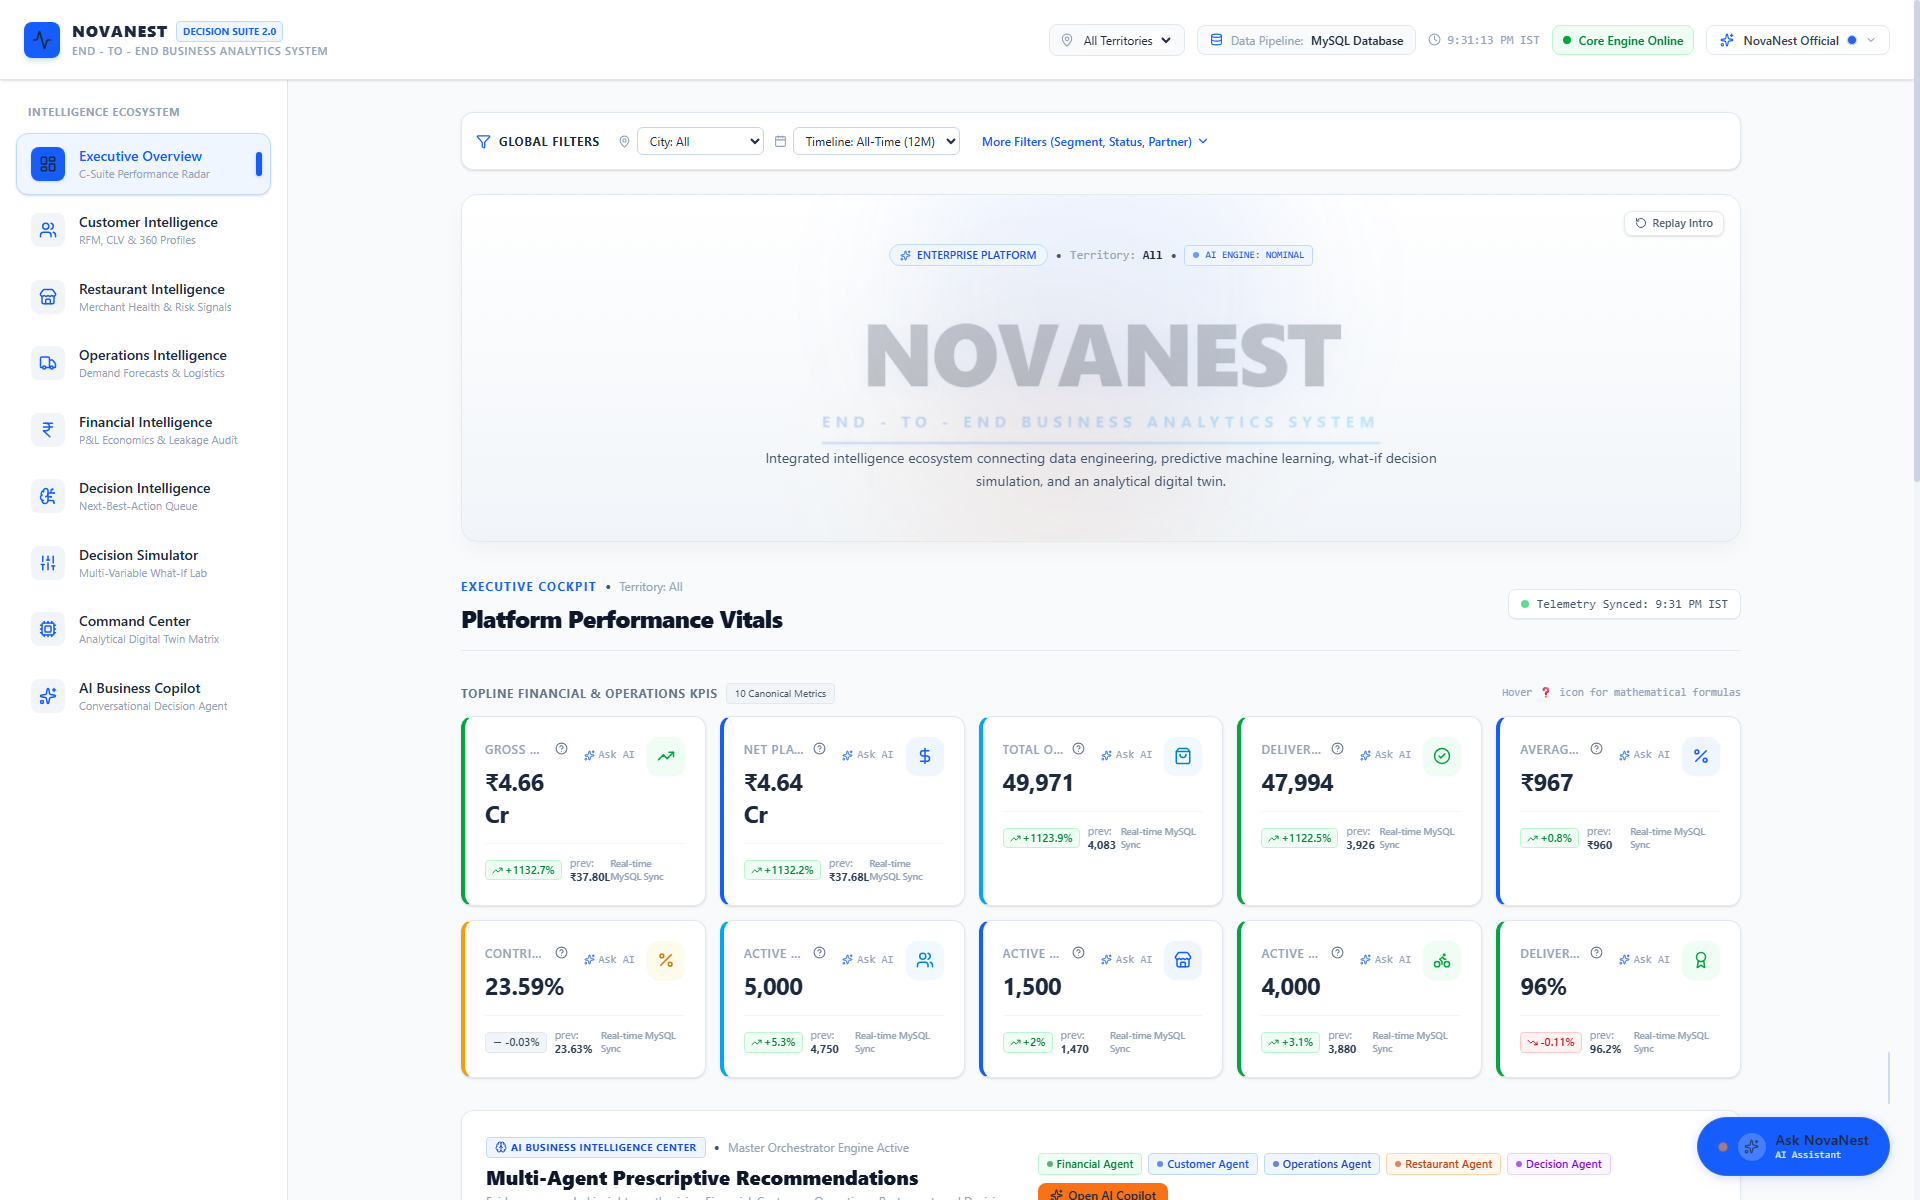 NOVANEST DECISION SUITE 2.0
END - TO - END BUSINESS ANALYTICS SYSTEM
All Territories
Data Pipeline: MySQL Database
9:31:13 PM IST
Core Engine Online
NovaNest Official
INTELLIGENCE ECOSYSTEM
Executive Overview
C-Suite Performance Radar
Customer Intelligence
RFM, CLV & 360 Profiles
Restaurant Intelligence
Merchant Health & Risk Signals
Operations Intelligence
Demand Forecasts & Logistics
Financial Intelligence
P&L Economics & Leakage Audit
Decision Intelligence
Next-Best-Action Queue
Decision Simulator
Multi-Variable What-If Lab
Command Center
Analytical Digital Twin Matrix
AI Business Copilot
Conversational Decision Agent
GLOBAL FILTERS
City: All
Timeline: All-Time (12M)
More Filters (Segment, Status, Partner)
Replay Intro
ENTERPRISE PLATFORM • Territory: All • AI ENGINE: NOMINAL
NOVANEST
END - TO - END BUSINESS ANALYTICS SYSTEM
Integrated intelligence ecosystem connecting data engineering, predictive machine learning, what-if decision
simulation, and an analytical digital twin.
EXECUTIVE COCKPIT • Territory: All
Platform Performance Vitals
Telemetry Synced: 9:31 PM IST
TOPLINE FINANCIAL & OPERATIONS KPIS 10 Canonical Metrics
Hover ❓ icon for mathematical formulas
GROSS ... Ask AI
₹4.66
Cr
+1132.7% prev: ₹37.80L Real-time MySQL Sync
NET PLA... Ask AI
₹4.64
Cr
+1132.2% prev: ₹37.68L Real-time MySQL Sync
TOTAL O... Ask AI
49,971
+1123.9% prev: 4,083 Real-time MySQL Sync
DELIVER... Ask AI
47,994
+1122.5% prev: 3,926 Real-time MySQL Sync
AVERAG... Ask AI
₹967
+0.8% prev: ₹960 Real-time MySQL Sync
CONTRI... Ask AI
23.59%
-0.03% prev: 23.63% Real-time MySQL Sync
ACTIVE ... Ask AI
5,000
+5.3% prev: 4,750 Real-time MySQL Sync
ACTIVE ... Ask AI
1,500
+2% prev: 1,470 Real-time MySQL Sync
ACTIVE ... Ask AI
4,000
+3.1% prev: 3,880 Real-time MySQL Sync
DELIVER... Ask AI
96%
-0.11% prev: 96.2% Real-time MySQL Sync
AI BUSINESS INTELLIGENCE CENTER • Master Orchestrator Engine Active
Multi-Agent Prescriptive Recommendations
Financial Agent
Customer Agent
Operations Agent
Restaurant Agent
Decision Agent
Open AI Copilot
Ask NovaNest
AI Assistant